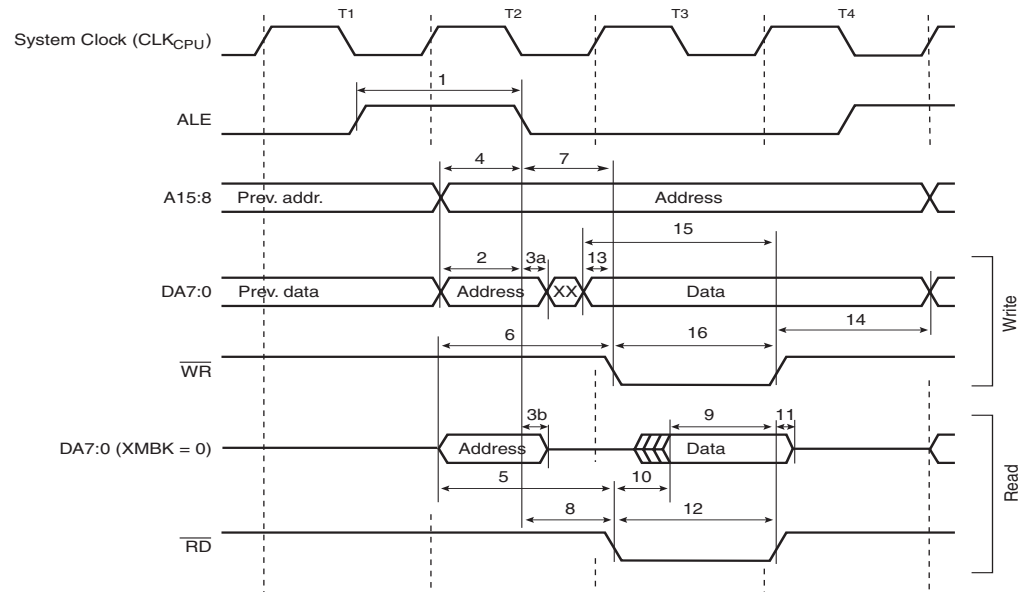 T1 T2 T3 T4
System Clock (CLKCPU)
1
ALE
4 7
A15:8 Prev. addr. Address
15
2 3a 13
DA7:0 Prev. data Address XX Data
14
6 16
WR
Write
3b 9 11
DA7:0 (XMBK = 0) Address Data
5 10
8 12
RD
Read